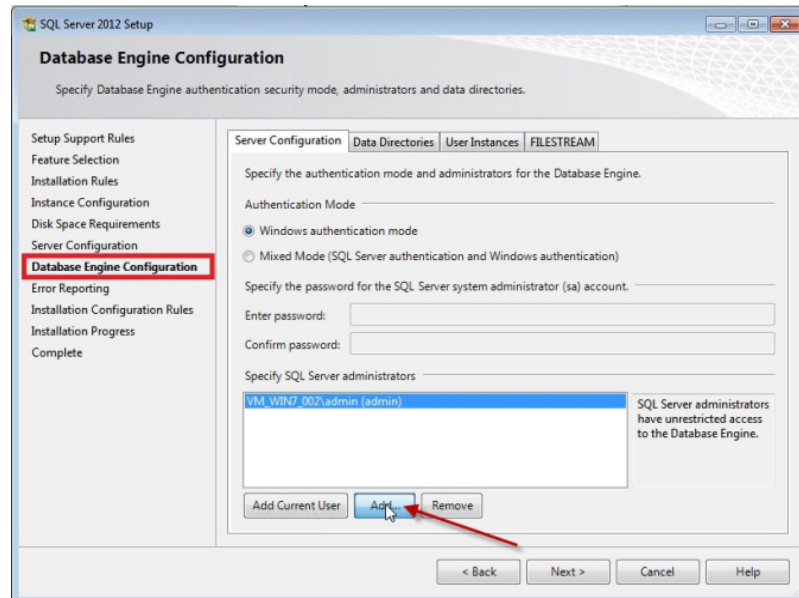 SQL Server 2012 Setup
Database Engine Configuration
Specify Database Engine authentication security mode, administrators and data directories.
Setup Support Rules
Feature Selection
Installation Rules
Instance Configuration
Disk Space Requirements
Server Configuration
Database Engine Configuration
Error Reporting
Installation Configuration Rules
Installation Progress
Complete
Server Configuration Data Directories User Instances FILESTREAM
Specify the authentication mode and administrators for the Database Engine.
Authentication Mode
Windows authentication mode
Mixed Mode (SQL Server authentication and Windows authentication)
Specify the password for the SQL Server system administrator (sa) account.
Enter password:
Confirm password:
Specify SQL Server administrators
VM_WIN7_002\admin (admin)
SQL Server administrators
have unrestricted access
to the Database Engine.
Add Current User Add... Remove
< Back Next > Cancel Help